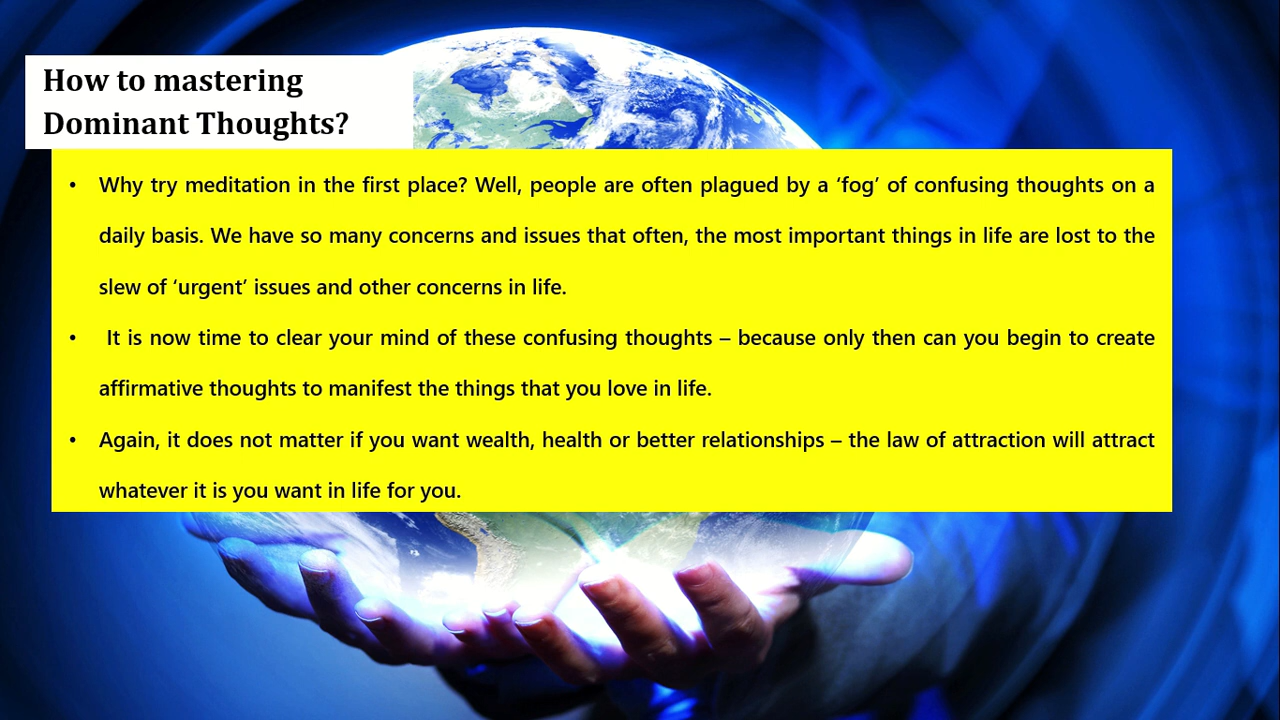 How to mastering
Dominant Thoughts?
• Why try meditation in the first place? Well, people are often plagued by a ‘fog’ of confusing thoughts on a
daily basis. We have so many concerns and issues that often, the most important things in life are lost to the
slew of ‘urgent’ issues and other concerns in life.
• It is now time to clear your mind of these confusing thoughts – because only then can you begin to create
affirmative thoughts to manifest the things that you love in life.
• Again, it does not matter if you want wealth, health or better relationships – the law of attraction will attract
whatever it is you want in life for you.